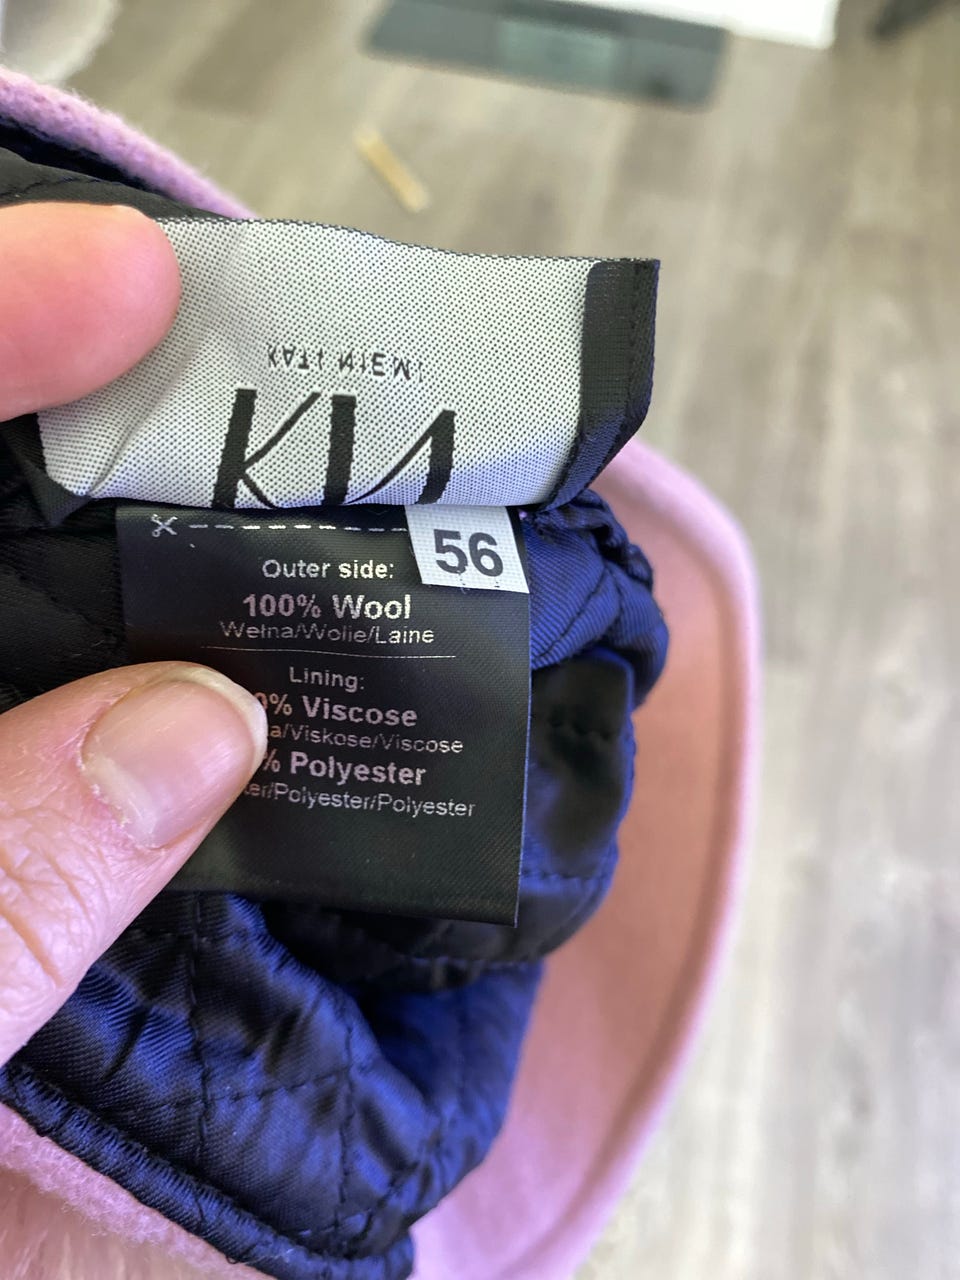 56
Outer side:
100% Wool
Wełna/Wolle/Laine
Lining:
% Viscose
/Viskose/Viscose
% Polyester
/Polyester/Polyester